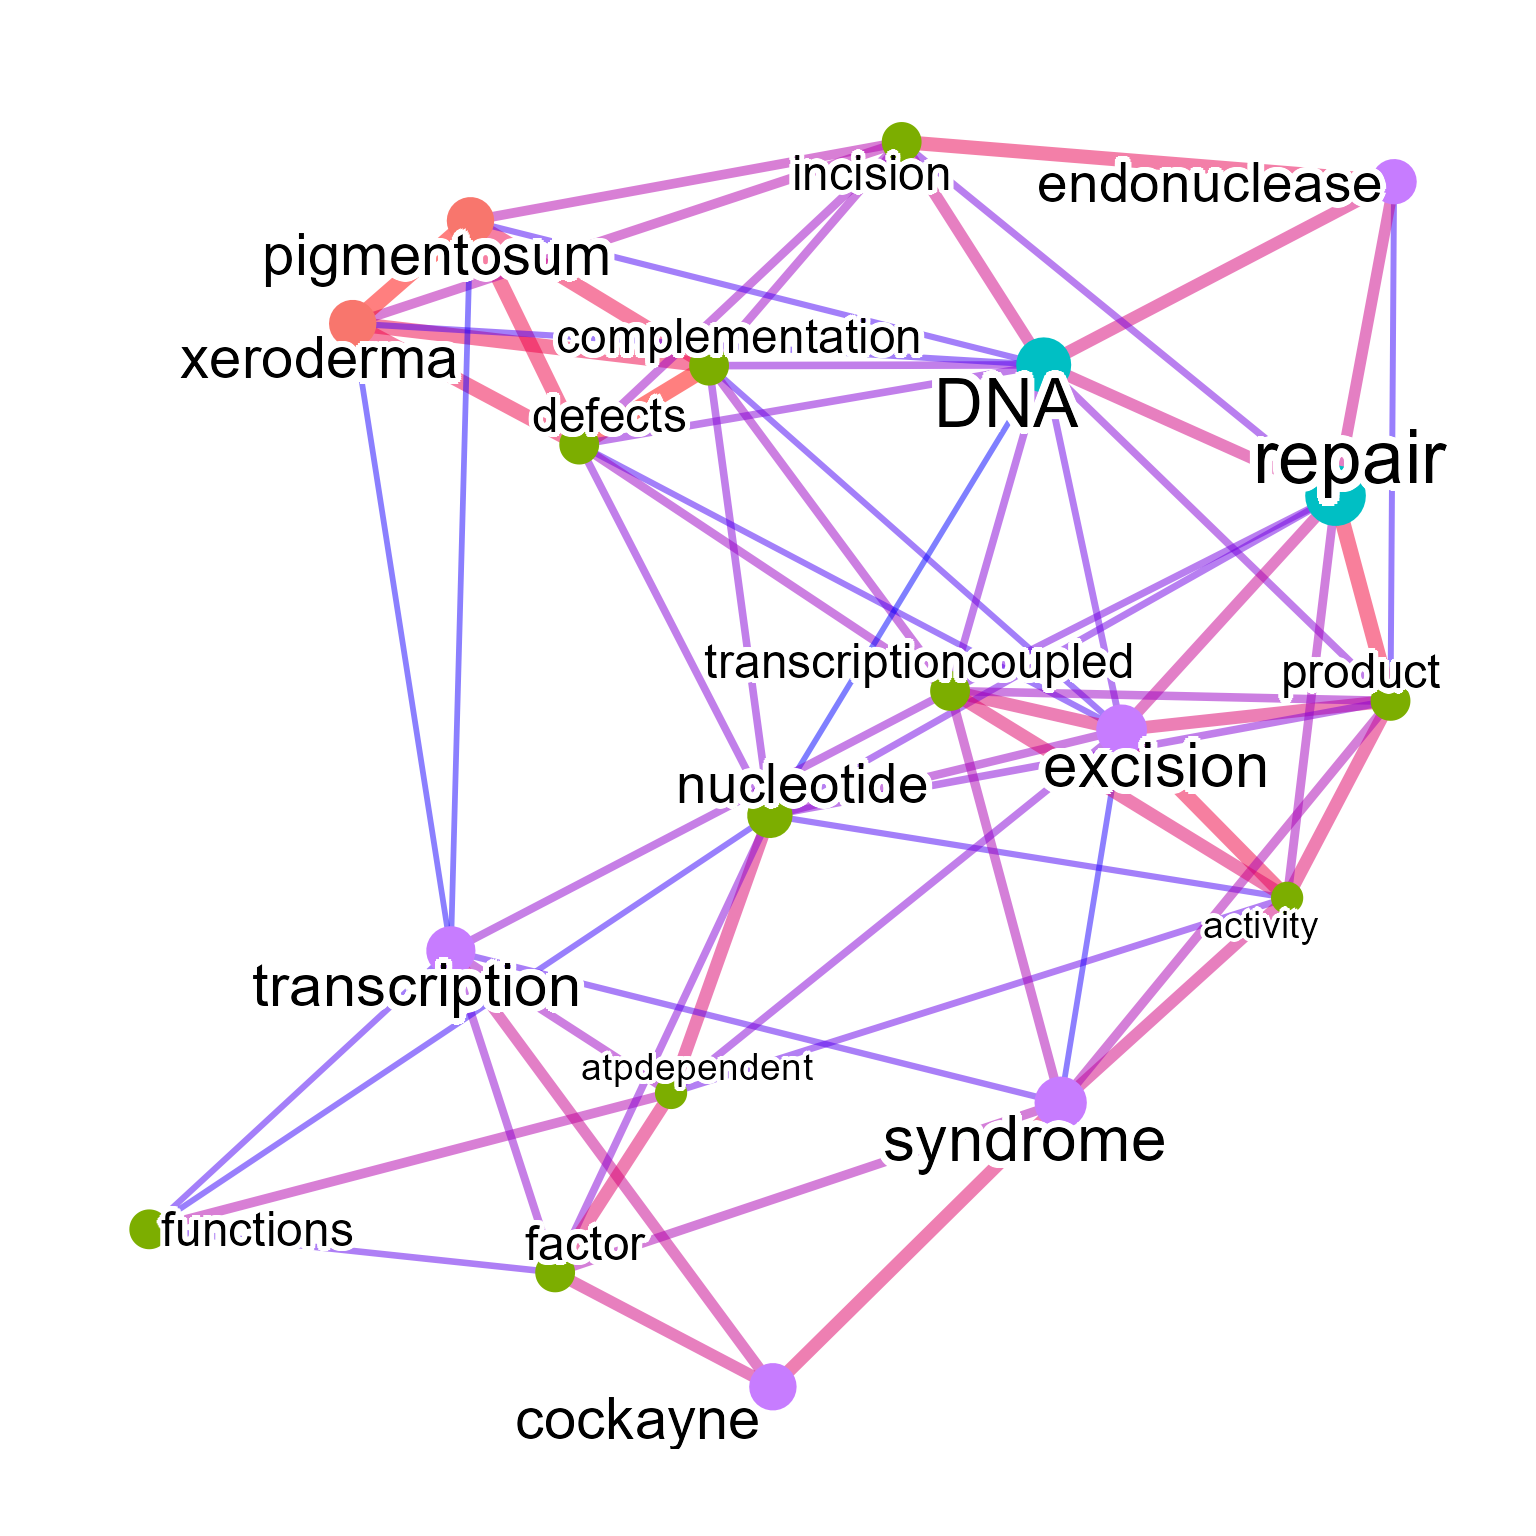 incision
endonuclease
pigmentosum
complementation
xeroderma
DNA
defects
repair
transcriptioncoupled
product
nucleotide
excision
activity
transcription
atpdependent
syndrome
functions
factor
cockayne